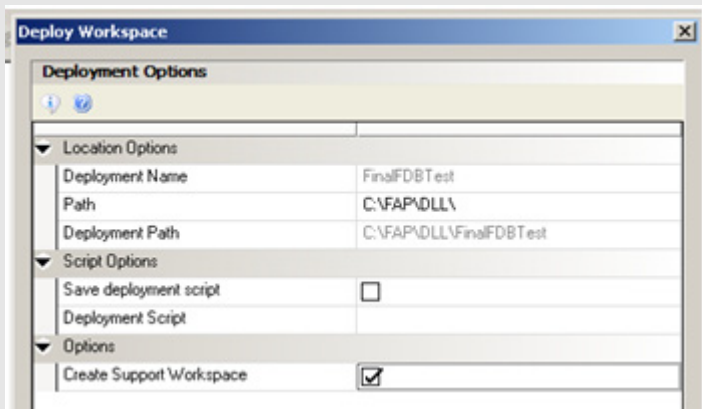 Deploy Workspace
Deployment Options
Location Options
Deployment Name FinalFDBTest
Path C:\FAP\DLL\
Deployment Path C:\FAP\DLL\FinalFDBTest
Script Options
Save deployment script
Deployment Script
Options
Create Support Workspace